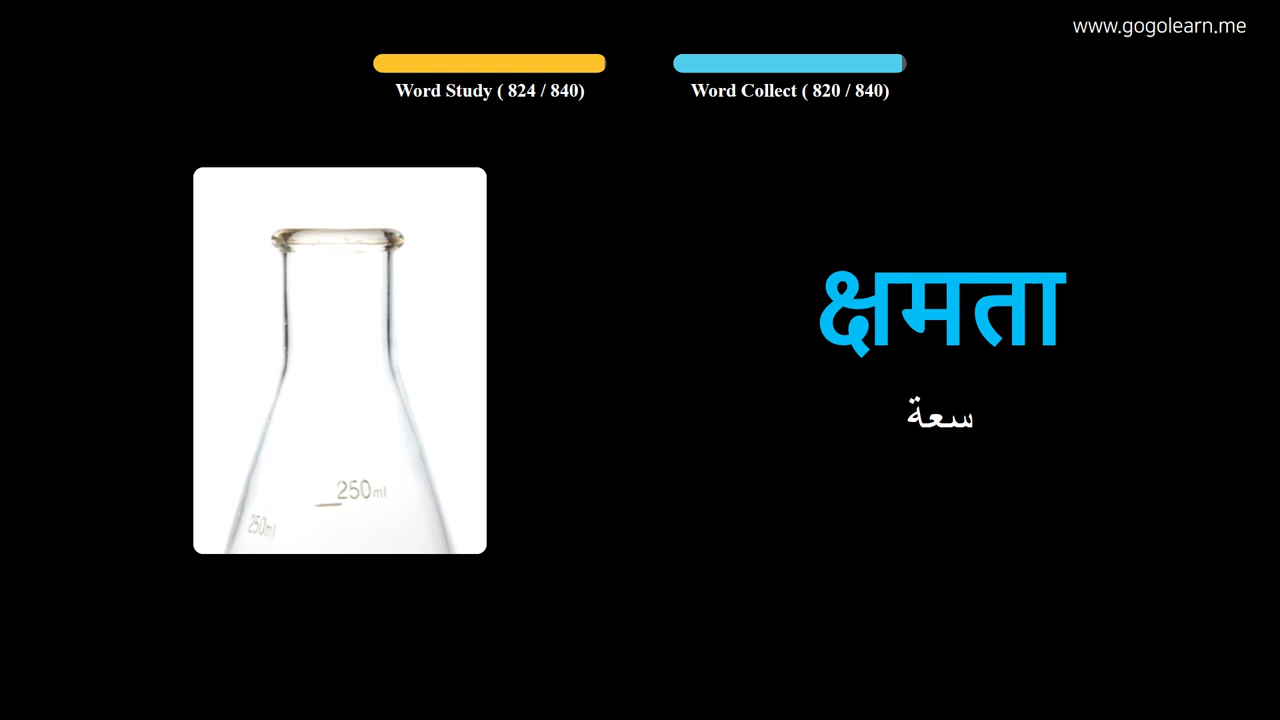 www.gogolearn.me
Word Study ( 824 / 840)
Word Collect ( 820 / 840)
क्षमता
سعة
250ml
250ml